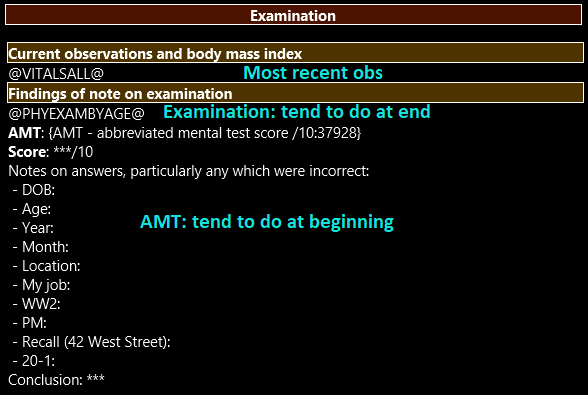 Examination
Current observations and body mass index
@VITALSALL@ Most recent obs
Findings of note on examination
@PHYEXAMBYAGE@ Examination: tend to do at end
AMT: {AMT - abbreviated mental test score /10:37928}
Score: ***/10
Notes on answers, particularly any which were incorrect:
- DOB:
- Age:
- Year: AMT: tend to do at beginning
- Month:
- Location:
- My job:
- WW2:
- PM:
- Recall (42 West Street):
- 20-1:
Conclusion: ***